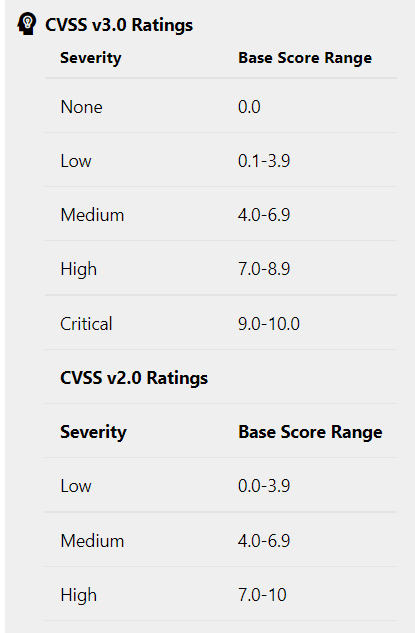 CVSS v3.0 Ratings
Severity Base Score Range
None 0.0
Low 0.1-3.9
Medium 4.0-6.9
High 7.0-8.9
Critical 9.0-10.0
CVSS v2.0 Ratings
Severity Base Score Range
Low 0.0-3.9
Medium 4.0-6.9
High 7.0-10